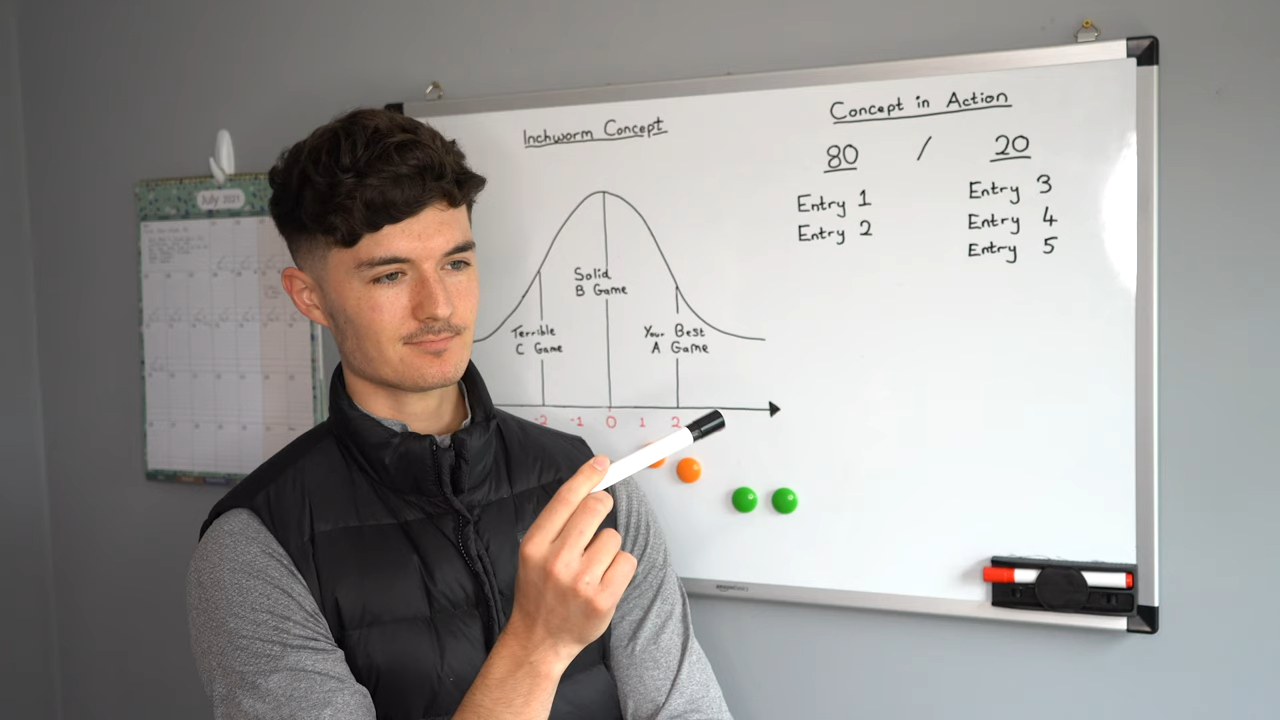 July 2021
Inchworm Concept
Solid
B Game
Terrible
C Game
Your Best
A Game
-2 -1 0 1 2
Concept in Action
80 / 20
Entry 1
Entry 2
Entry 3
Entry 4
Entry 5